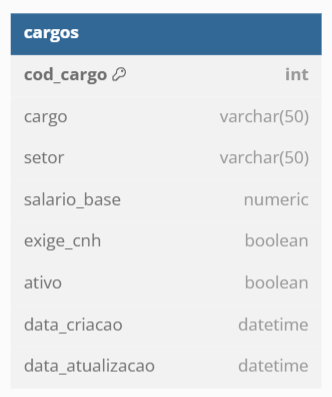 cargos
cod_cargo int
cargo varchar(50)
setor varchar(50)
salario_base numeric
exige_cnh boolean
ativo boolean
data_criacao datetime
data_atualizacao datetime